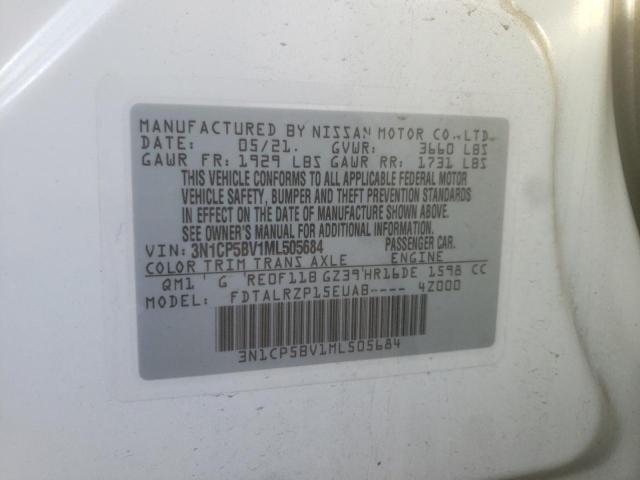 MANUFACTURED BY NISSAN MOTOR CO.,LTD.
DATE: 05/21. GVWR: 3660 LBS
GAWR FR: 1929 LBS GAWR RR: 1731 LBS
THIS VEHICLE CONFORMS TO ALL APPLICABLE FEDERAL MOTOR
VEHICLE SAFETY, BUMPER AND THEFT PREVENTION STANDARDS
IN EFFECT ON THE DATE OF MANUFACTURE SHOWN ABOVE.
SEE OWNER'S MANUAL FOR FURTHER INFORMATION.
VIN: 3N1CP5BV1ML505684 PASSENGER CAR.
COLOR TRIM TRANS AXLE ENGINE
QM1 G RE0F11B GZ39 HR16DE 1598 CC
MODEL: FDTALRZP15EUAB---- 4Z000
3N1CP5BV1ML505684